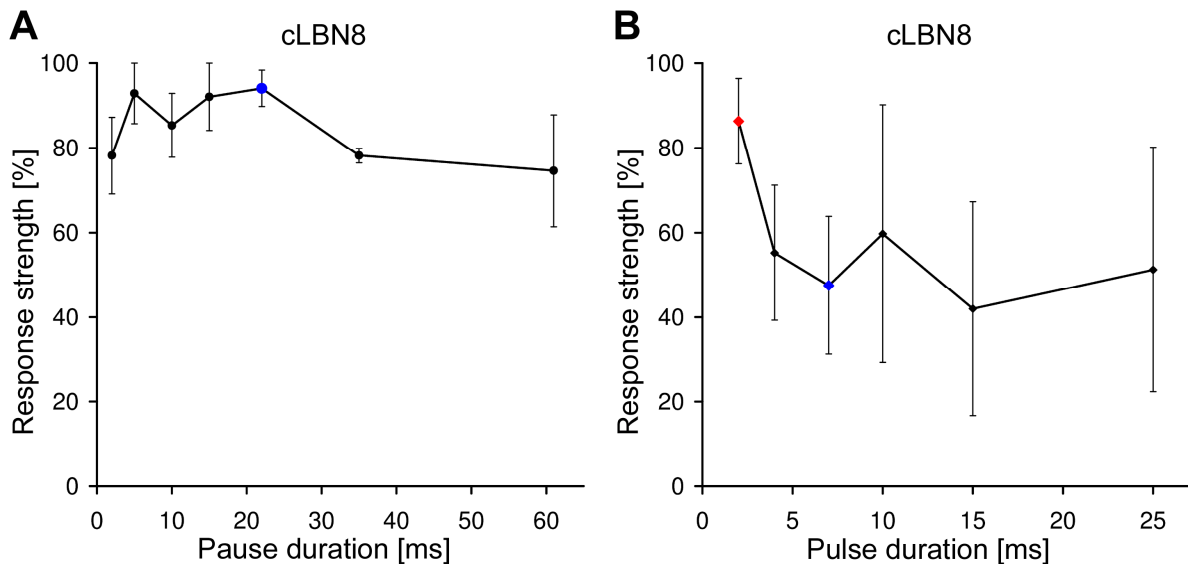 A
cLBN8
Response strength [%]
100
80
60
40
20
0
0 10 20 30 40 50 60
Pause duration [ms]
B
cLBN8
Response strength [%]
100
80
60
40
20
0
0 5 10 15 20 25
Pulse duration [ms]